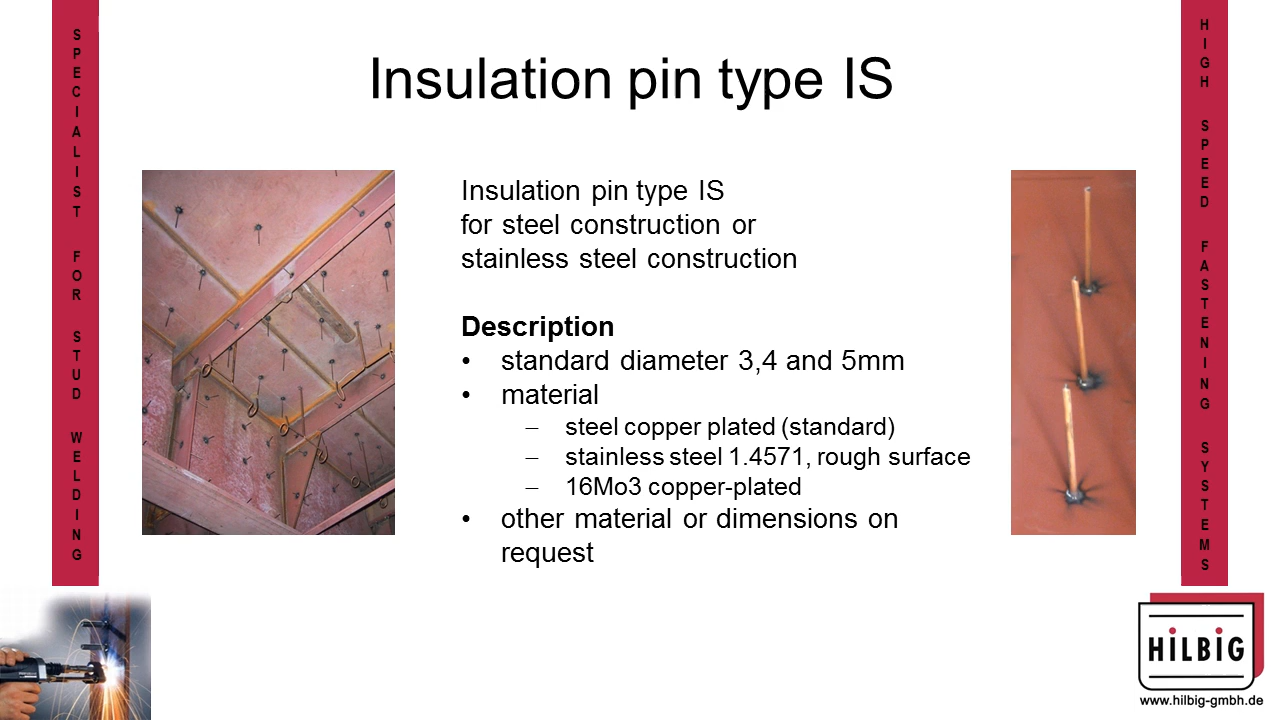 Insulation pin type IS
SPECIALIST FOR STUD WELDING
Insulation pin type IS
for steel construction or
stainless steel construction
Description
• standard diameter 3,4 and 5mm
• material
– steel copper plated (standard)
– stainless steel 1.4571, rough surface
– 16Mo3 copper-plated
• other material or dimensions on
request
HIGH SPEED FASTENING SYSTEMS
HiLBiG
www.hilbig-gmbh.de